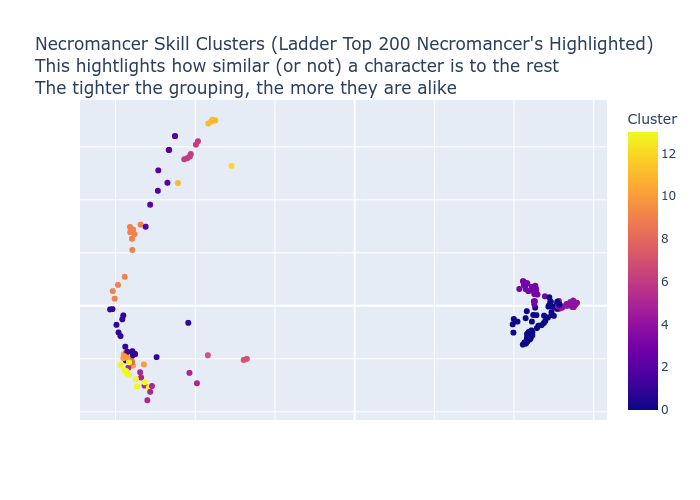 Necromancer Skill Clusters (Ladder Top 200 Necromancer's Highlighted)
This hightlights how similar (or not) a character is to the rest
The tighter the grouping, the more they are alike
Cluster
12
10
8
6
4
2
0